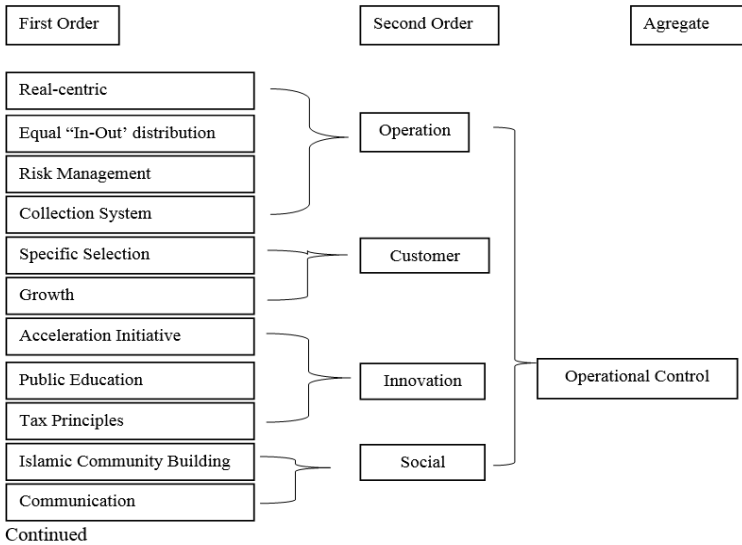 First Order
Second Order
Agregate
Real-centric
Equal “In-Out’ distribution
Risk Management
Collection System
Operation
Specific Selection
Growth
Customer
Acceleration Initiative
Public Education
Tax Principles
Innovation
Operational Control
Islamic Community Building
Communication
Social
Continued